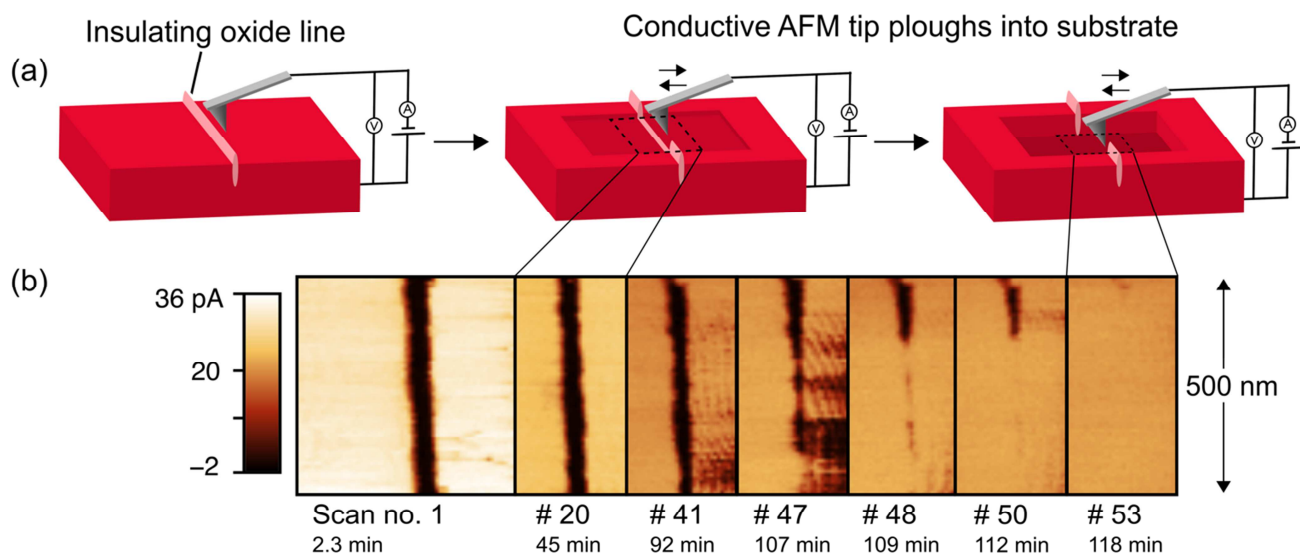 Insulating oxide line
Conductive AFM tip ploughs into substrate
(a)
V
A
V
A
V
A
(b)
36 pA
20
−2
500 nm
Scan no. 1
# 20
# 41
# 47
# 48
# 50
# 53
2.3 min
45 min
92 min
107 min
109 min
112 min
118 min